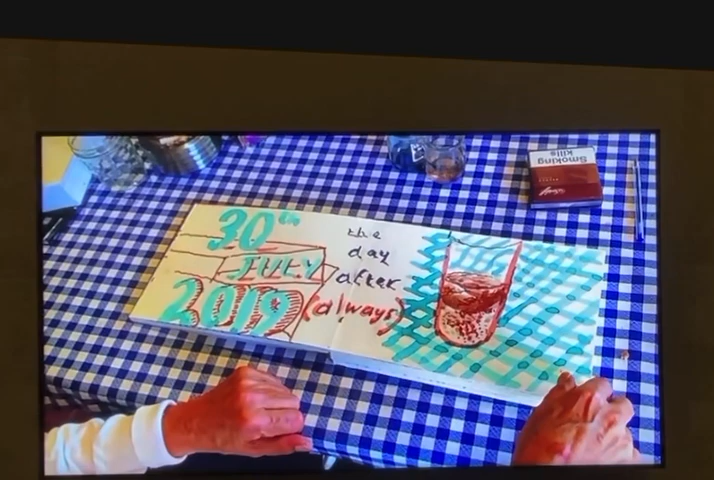 30th
JULY
2019
the
day
after
(always)
Smoking
kills